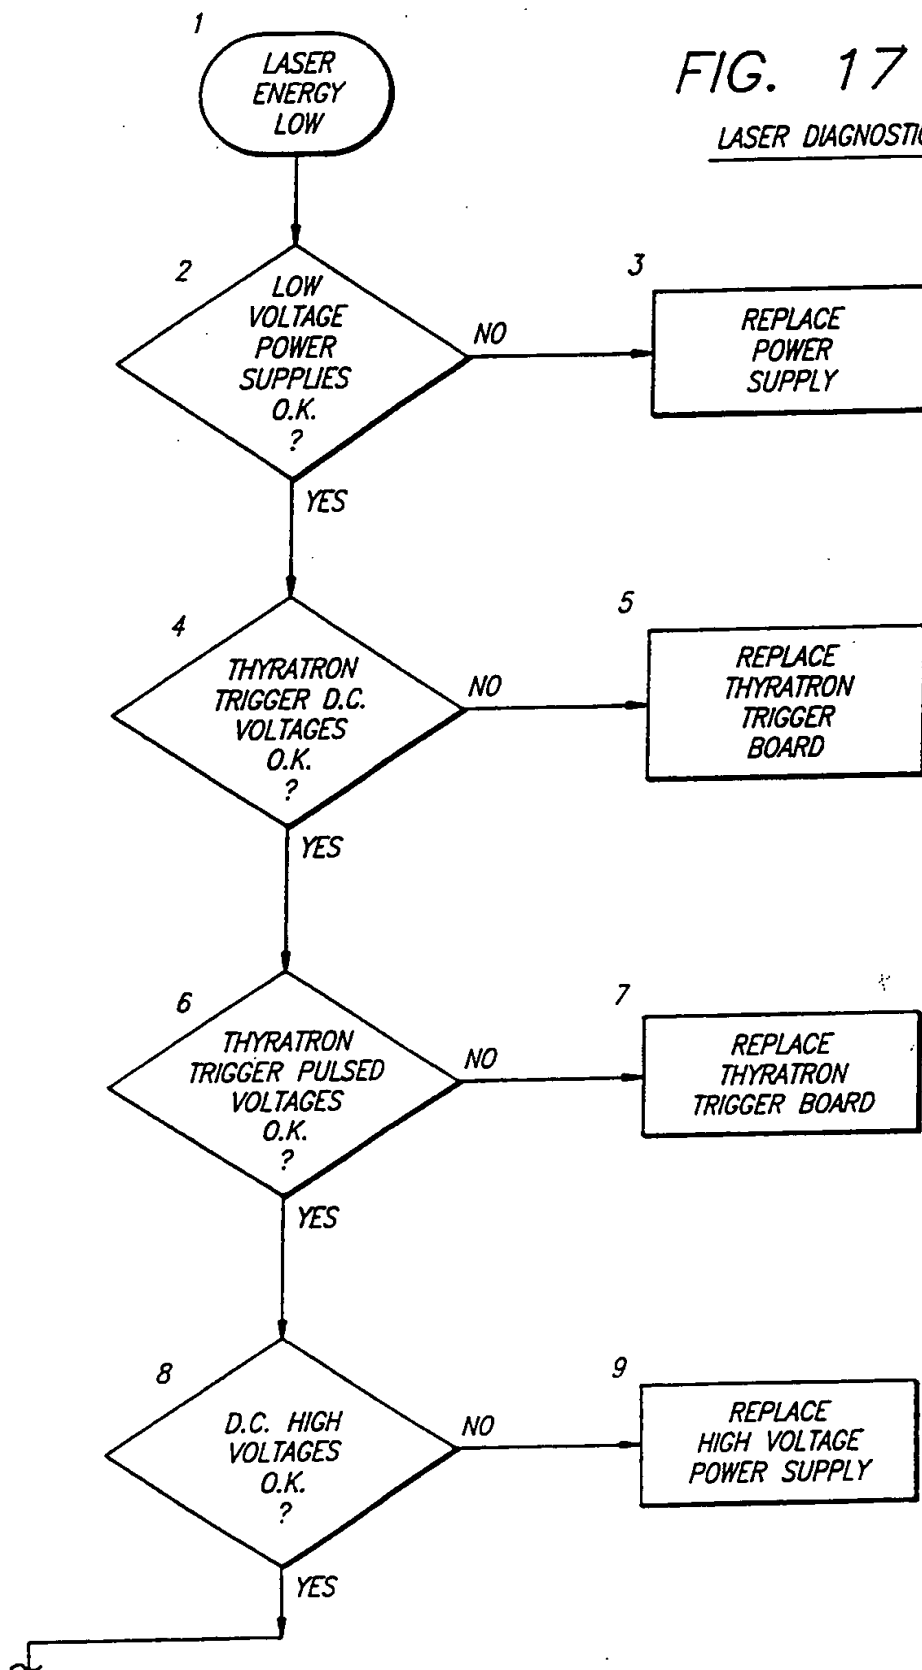 1
LASER
ENERGY
LOW
FIG. 17
LASER DIAGNOSTIC
2
LOW
VOLTAGE
POWER
SUPPLIES
O.K.
?
NO
3
REPLACE
POWER
SUPPLY
YES
4
THYRATRON
TRIGGER D.C.
VOLTAGES
O.K.
?
NO
5
REPLACE
THYRATRON
TRIGGER
BOARD
YES
6
THYRATRON
TRIGGER PULSED
VOLTAGES
O.K.
?
NO
7
REPLACE
THYRATRON
TRIGGER BOARD
YES
8
D.C. HIGH
VOLTAGES
O.K.
?
NO
9
REPLACE
HIGH VOLTAGE
POWER SUPPLY
YES